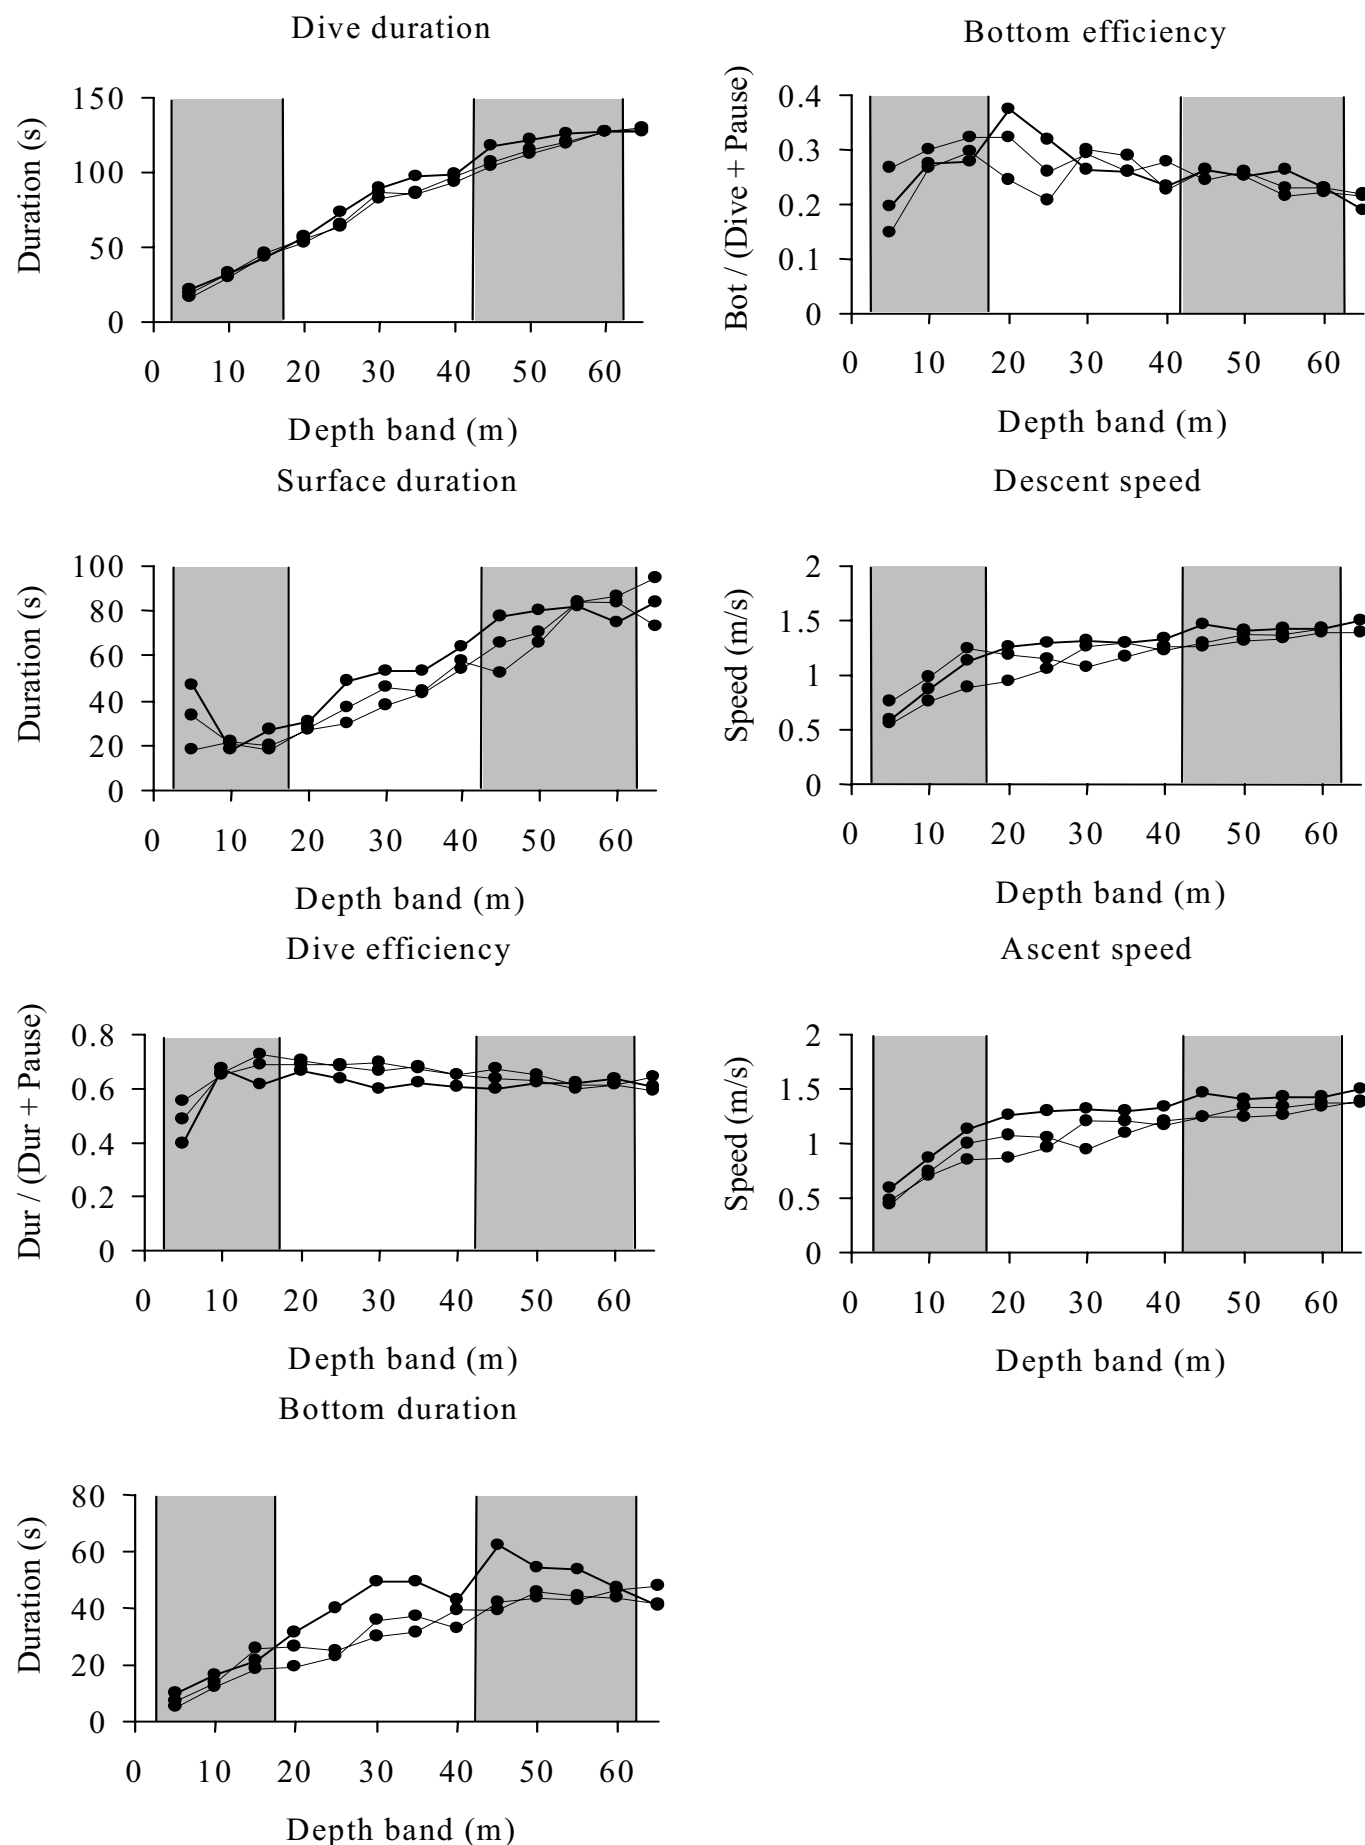 Dive duration
Duration (s)
150
100
50
0
0 10 20 30 40 50 60
Depth band (m)
Bottom efficiency
Bot / (Dive + Pause)
0.4
0.3
0.2
0.1
0
0 10 20 30 40 50 60
Depth band (m)
Surface duration
Duration (s)
100
80
60
40
20
0
0 10 20 30 40 50 60
Depth band (m)
Descent speed
Speed (m/s)
2
1.5
1
0.5
0
0 10 20 30 40 50 60
Depth band (m)
Dive efficiency
Dur / (Dur + Pause)
0.8
0.6
0.4
0.2
0
0 10 20 30 40 50 60
Depth band (m)
Ascent speed
Speed (m/s)
2
1.5
1
0.5
0
0 10 20 30 40 50 60
Depth band (m)
Bottom duration
Duration (s)
80
60
40
20
0
0 10 20 30 40 50 60
Depth band (m)